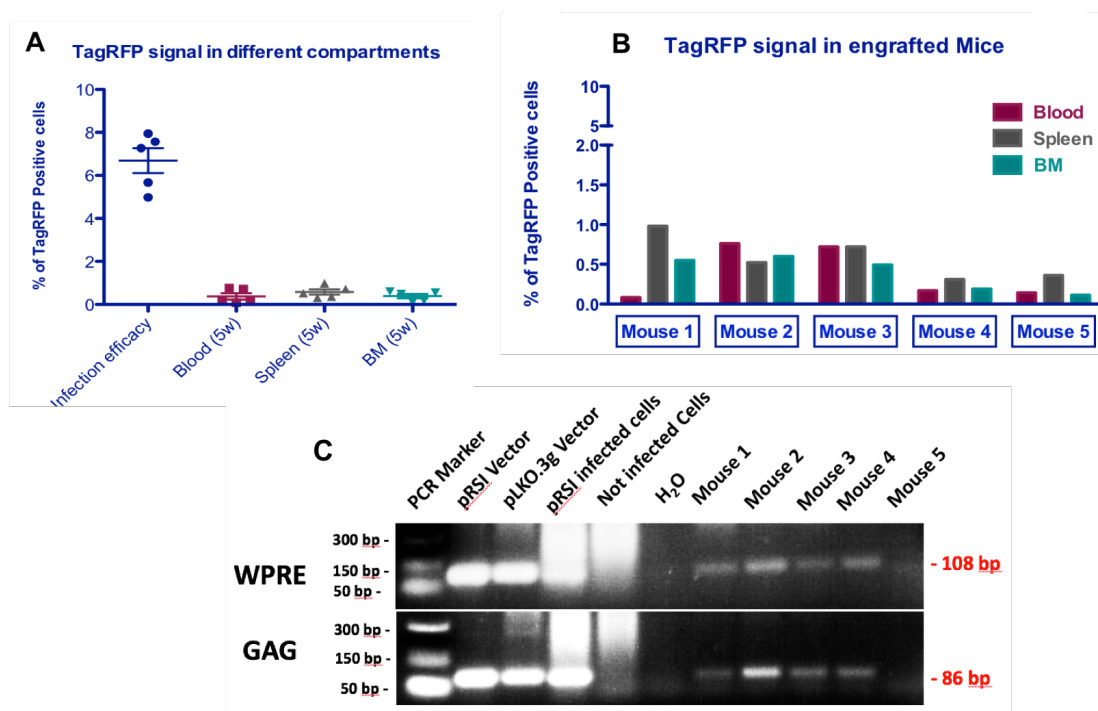 A
TagRFP signal in different compartments
% of TagRFP Positive cells
10
8
6
4
2
0
Infection efficacy
Blood (5w)
Spleen (5w)
BM (5w)
B
TagRFP signal in engrafted Mice
% of TagRFP Positive cells
10
5
2.0
1.5
1.0
0.5
0.0
Blood
Spleen
BM
Mouse 1
Mouse 2
Mouse 3
Mouse 4
Mouse 5
C
PCR Marker
pRSI Vector
pLKO.3g Vector
pRSI infected cells
Not infected Cells
H₂O
Mouse 1
Mouse 2
Mouse 3
Mouse 4
Mouse 5
WPRE
300 bp -
150 bp -
50 bp -
- 108 bp
GAG
300 bp -
150 bp -
50 bp -
- 86 bp